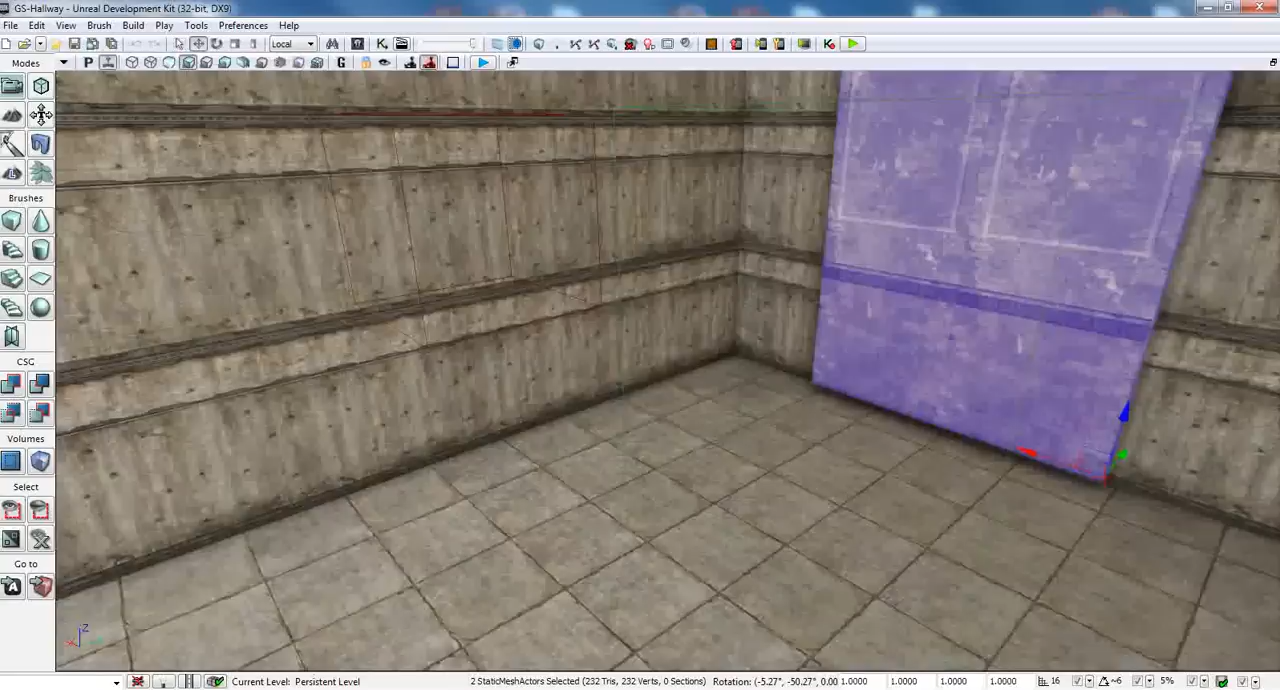 GS-Hallway - Unreal Development Kit (32-bit, DX9)
File Edit View Brush Build Play Tools Preferences Help
Local
Modes P G
Brushes
CSG
Volumes
Select
Go to
Z
Current Level: Persistent Level 2 StaticMeshActors Selected (232 Tris, 232 Verts, 0 Sections) Rotation: (-5.27°, -50.27°, 0.00 1.0000 1.0000 1.0000 1.0000 16 ~6 5%